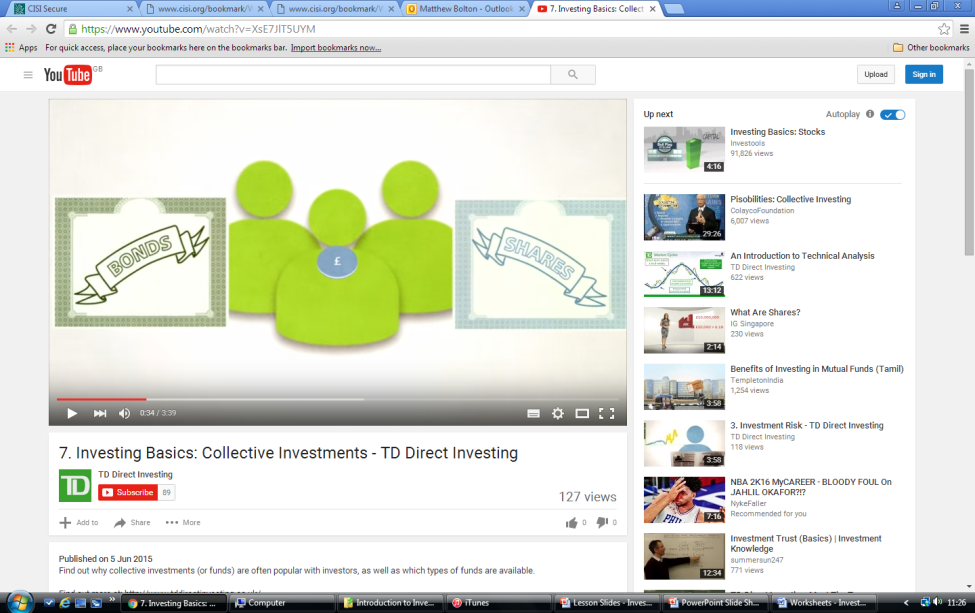 CISI Secure
www.cisi.org/bookmark/
www.cisi.org/bookmark/
Matthew Bolton - Outlook
7. Investing Basics: Collect
https://www.youtube.com/watch?v=XsE7JlT5UYM
Apps For quick access, place your bookmarks here on the bookmarks bar. Import bookmarks now...
Other bookmarks
YouTube GB
Upload
Sign in
BONDS
£
SHARES
0:34 / 3:39
7. Investing Basics: Collective Investments - TD Direct Investing
TD
TD Direct Investing
Subscribe 89
127 views
Add to Share More
0 0
Published on 5 Jun 2015
Find out why collective investments (or funds) are often popular with investors, as well as which types of funds are available.
Up next
Autoplay
CAPITAL
4:16
Investing Basics: Stocks
Investools
91,826 views
29:26
Pisobilities: Collective Investing
ColaycoFoundation
6,007 views
13:12
An Introduction to Technical Analysis
TD Direct Investing
622 views
2:14
What Are Shares?
IG Singapore
230 views
3:58
Benefits of Investing in Mutual Funds (Tamil)
TempletonIndia
1,254 views
3:58
3. Investment Risk - TD Direct Investing
TD Direct Investing
118 views
PHIL
7:16
NBA 2K16 MyCAREER - BLOODY FOUL On
JAHLIL OKAFOR?!?
NykeFaller
Recommended for you
12:34
Investment Trust (Basics) | Investment
Knowledge
summersun247
771 views
7. Investing Basics: ...
Computer
Introduction to Inve...
iTunes
Lesson Slides - Inves...
PowerPoint Slide Sh...
Worksheets - Invest...
11:26